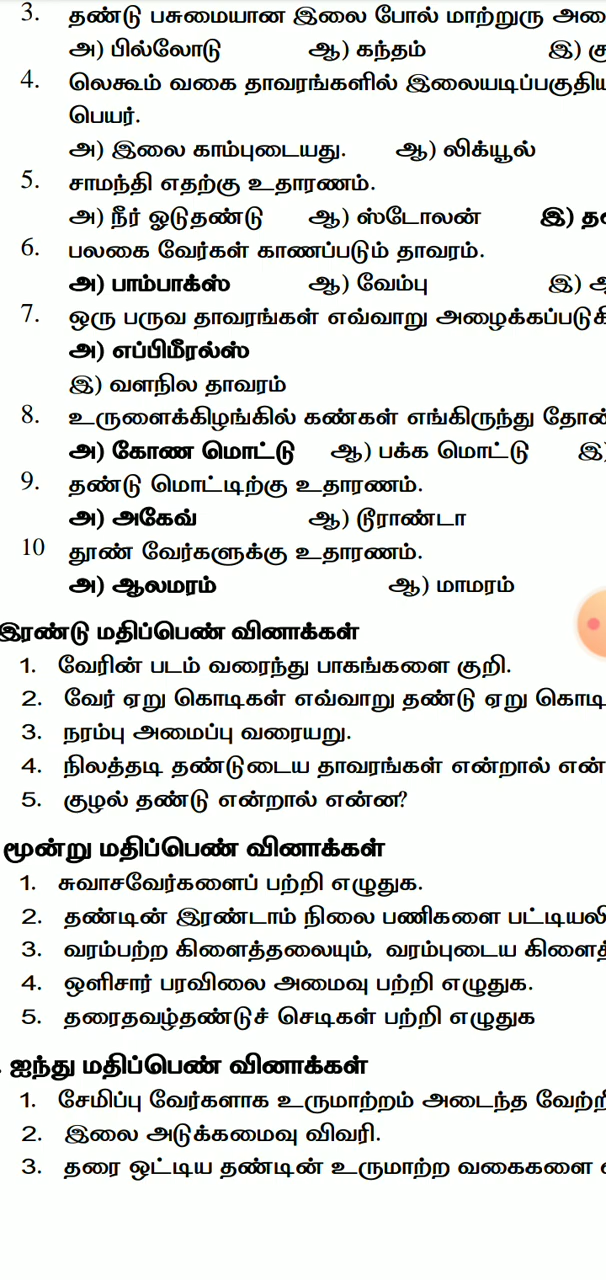 3. தண்டு பசுமையான இலை போல் மாற்றுரு அடை
அ) பில்லோடு ஆ) கந்தம் இ)
4. லெகூம் வகை தாவரங்களில் இலையடிப்பகுதிய
பெயர்.
அ) இலை காம்புடையது. ஆ) லிக்யூல்
5. சாமந்தி எதற்கு உதாரணம்.
அ) நீர் ஓடுதண்டு ஆ) ஸ்டோலன் இ)
6. பலகை வேர்கள் காணப்படும் தாவரம்.
அ) பாம்பாக்ஸ் ஆ) வேம்பு இ)
7. ஒரு பருவ தாவரங்கள் எவ்வாறு அழைக்கப்படுகி
அ) எப்பிமீரல்ஸ்
இ) வளநில தாவரம்
8. உருளைக்கிழங்கில் கண்கள் எங்கிருந்து தோன்
அ) கோண மொட்டு ஆ) பக்க மொட்டு இ)
9. தண்டு மொட்டிற்கு உதாரணம்.
அ) அகேவ் ஆ) டூராண்டா
10 தூண் வேர்களுக்கு உதாரணம்.
அ) ஆலமரம் ஆ) மாமரம்
இரண்டு மதிப்பெண் வினாக்கள்
1. வேரின் படம் வரைந்து பாகங்களை குறி.
2. வேர் ஏறு கொடிகள் எவ்வாறு தண்டு ஏறு கொடி
3. நரம்பு அமைப்பு வரையறு.
4. நிலத்தடி தண்டுடைய தாவரங்கள் என்றால் என்
5. குழல் தண்டு என்றால் என்ன?
மூன்று மதிப்பெண் வினாக்கள்
1. சுவாசவேர்களைப் பற்றி எழுதுக.
2. தண்டின் இரண்டாம் நிலை பணிகளை பட்டியலி
3. வரம்பற்ற கிளைத்தலையும், வரம்புடைய கிளைத்
4. ஒளிசார் பரவிலை அமைவு பற்றி எழுதுக.
5. தரைதவழ்தண்டுச் செடிகள் பற்றி எழுதுக
. ஐந்து மதிப்பெண் வினாக்கள்
1. சேமிப்பு வேர்களாக உருமாற்றம் அடைந்த வேற்றி
2. இலை அடுக்கமைவு விவரி.
3. தரை ஒட்டிய தண்டின் உருமாற்ற வகைகளை